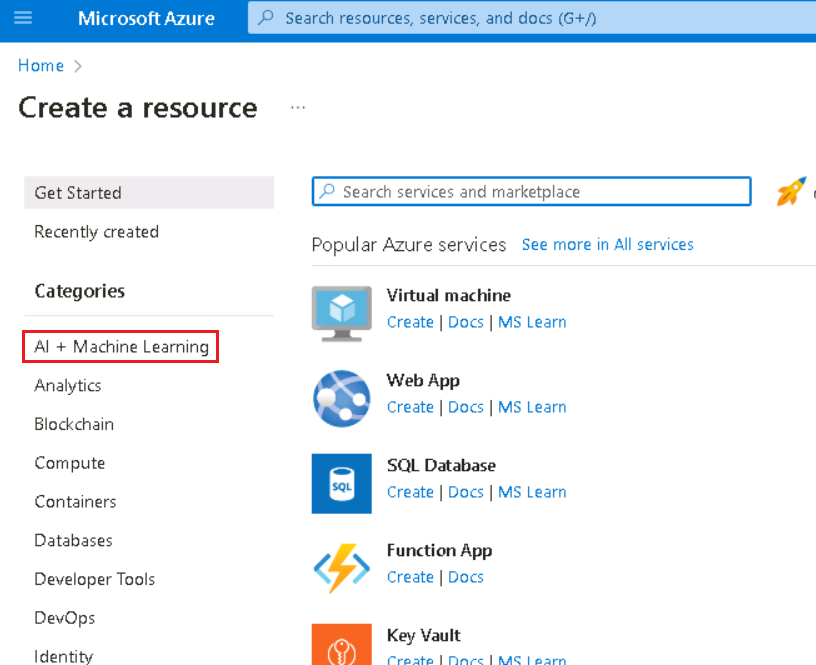 Microsoft Azure
Search resources, services, and docs (G+/)
Home
Create a resource
Get Started
Recently created
Categories
AI + Machine Learning
Analytics
Blockchain
Compute
Containers
Databases
Developer Tools
DevOps
Identity
Search services and marketplace
Popular Azure services See more in All services
Virtual machine
Create | Docs | MS Learn
Web App
Create | Docs | MS Learn
SQL
SQL Database
Create | Docs | MS Learn
Function App
Create | Docs
Key Vault
Create | Docs | MS Learn